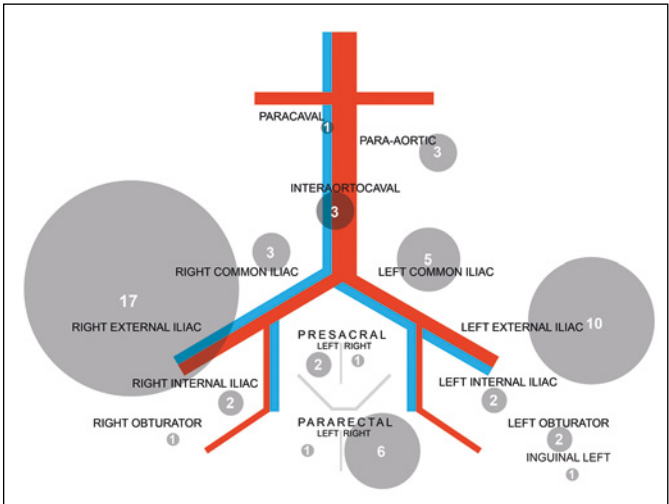 PARACAVAL
1
PARA-AORTIC
3
INTERAORTOCAVAL
3
3
RIGHT COMMON ILIAC
5
LEFT COMMON ILIAC
17
RIGHT EXTERNAL ILIAC
LEFT EXTERNAL ILIAC
10
PRESACRAL
LEFT RIGHT
2
1
RIGHT INTERNAL ILIAC
2
LEFT INTERNAL ILIAC
2
RIGHT OBTURATOR
1
PARARECTAL
LEFT RIGHT
1
6
LEFT OBTURATOR
2
INGUINAL LEFT
1